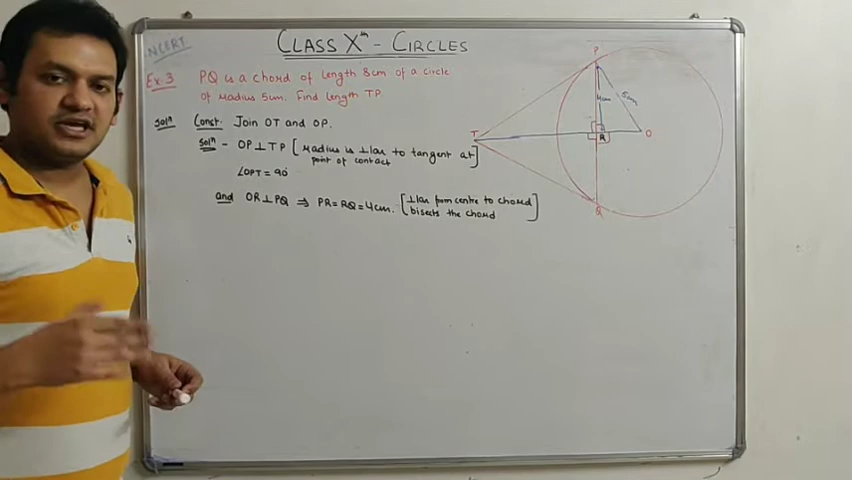 NCERT
CLASS Xth - CIRCLES
Ex.3 PQ is a chord of length 8cm of a circle
of radius 5cm. Find length TP
Soln Const. Join OT and OP.
Soln - OP⊥TP [radius is ⊥lar to tangent at
point of contact]
∠OPT = 90°
and OR⊥PQ ⇒ PR=RQ=4cm. [⊥lar from centre to chord
bisects the chord]
P
4cm
5cm
T
R
O
Q